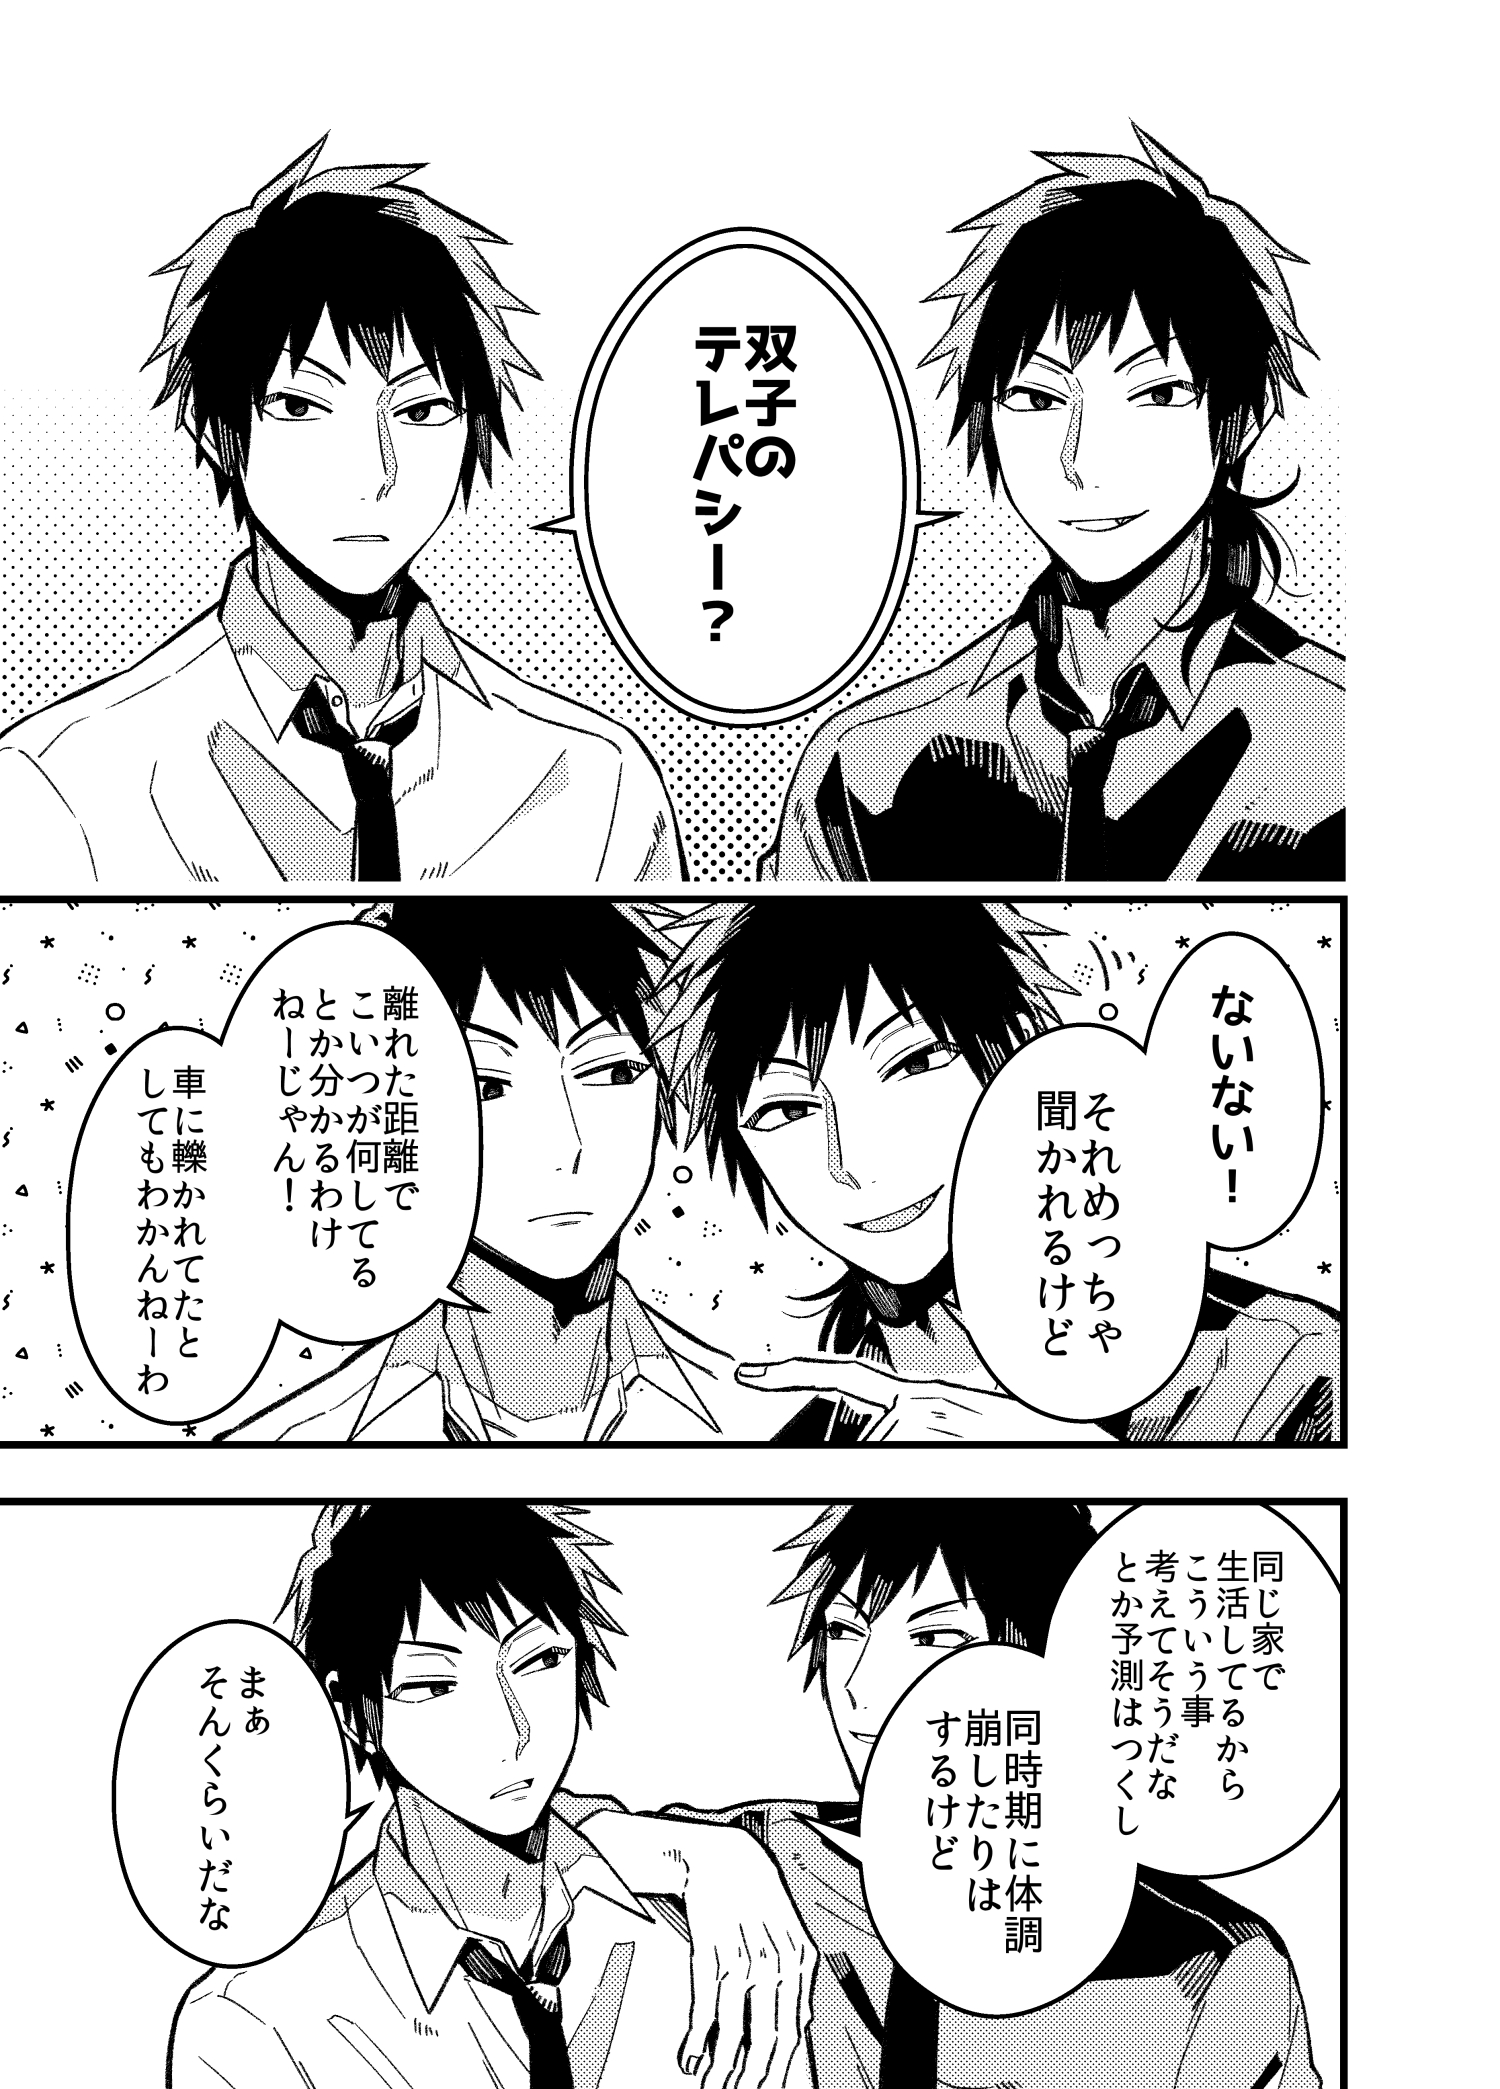 双子の
テレパシー？
ないない！
それめっちゃ
聞かれるけど
離れた距離で
こいつが何してる
とか分かるわけ
ねーじゃん！
車に轢かれてたと
してもわかんねーわ
同じ家で
生活してるから
こういう事
考えてそうだな
とか予測はつくし
同時期に体調
崩したりは
するけど
まぁ
そんくらいだな